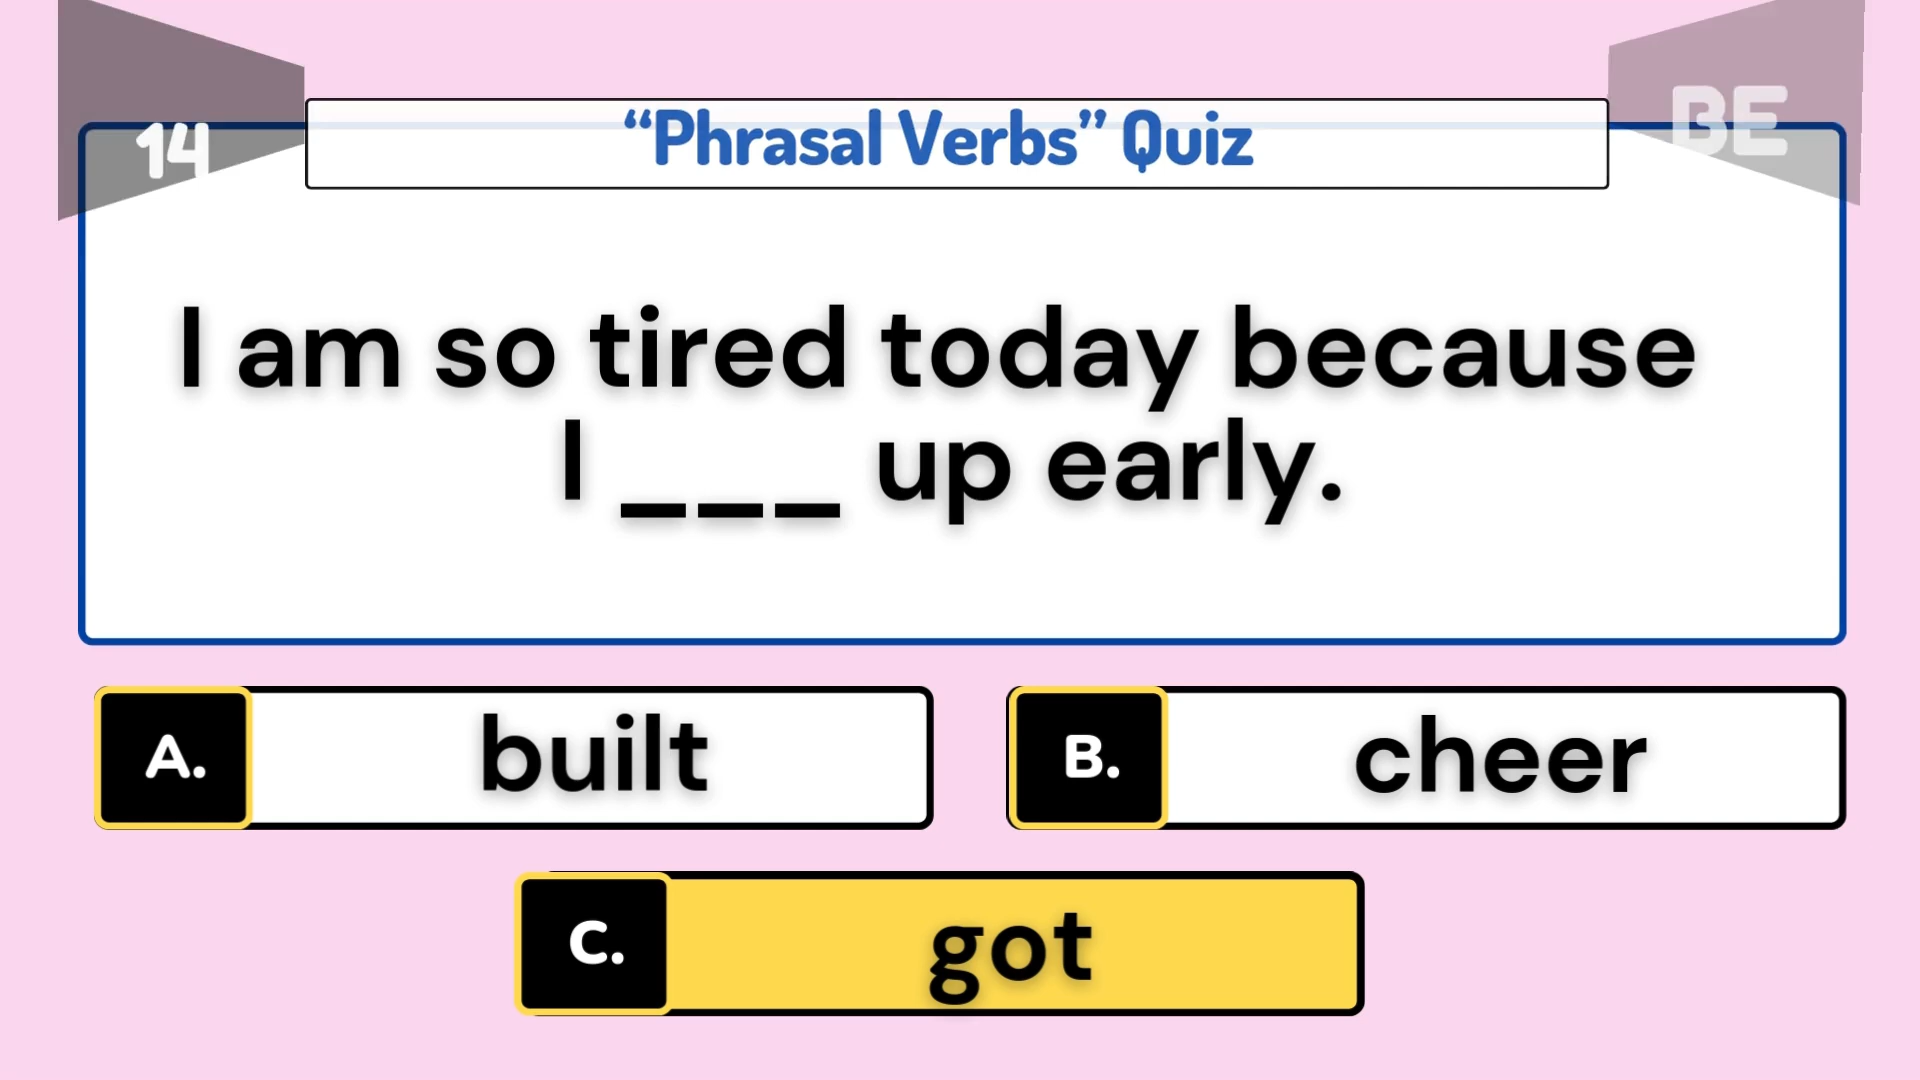 14
BE
“Phrasal Verbs” Quiz
I am so tired today because
I ___ up early.
A. built
B. cheer
C. got